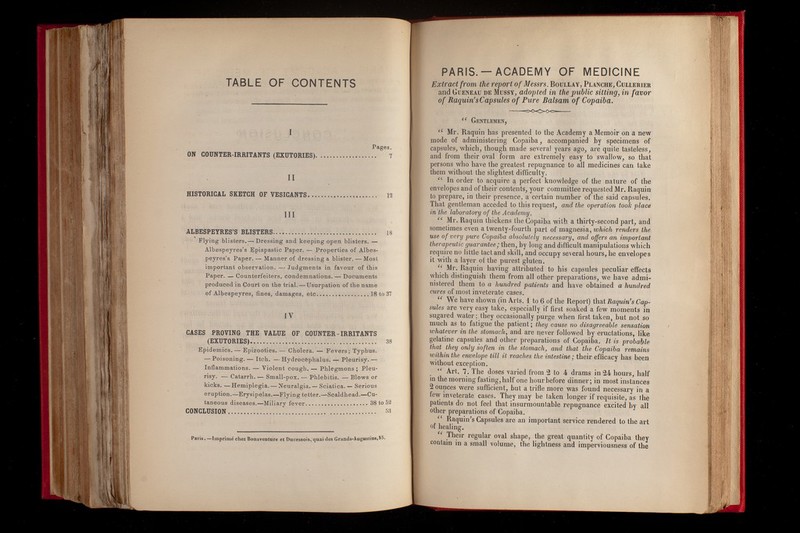 TABLE OF CONTENTS
I
Pages.
ON COUNTER-IRRITANTS (EXUTORIES). .................. 7
II
HISTORICAL SKETCH OF VESICANTS.................... 13
III
ALBESPEYRES'S BLISTERS............................ 18
Flying blisters.— Dressing and keeping open blisters. —
Albespeyres's Epispastic Paper. — Properties of Albes-
peyres's Paper. — Manner of dressing a blister. — Most
important observation. — Judgments in favour of this
Paper. — Counterfeiters, condemnations. — Documents
produced in Court on the trial.— Usurpation of the name
of Albespeyres, fines, damages, etc................ 18 to 37
IV
CASES PROVING THE VALUE OF COUNTER-IRRITANTS
(EXUTORIES)....................................... 38
Epidemics. — Epizooties. — Cholera. — Fevers; Typhus.
— Poisoning. — Itch. — Hydrocephalus. — Pleurisy. —
Inflammations. — Violent cough. — Phlegmons; Pleu-
risy. — Catarrh. — Small-pox. — Phlebitis. — Blows or
kicks. — Hemiplegia. — Neuralgia. — Sciatica. — Serious
eruption.—Erysipelas.—Flying tetter.—Scaldhead.—Cu-
taneous diseases.—Miliary fever................... 38 to 52
CONCLUSION ....................................... 53
Paris. — Imprimé chez Bonaventure et Ducessois, quai des Grands-Augustins, 55.
PARIS. — ACADEMY OF MEDICINE
Extract from the report of Messrs. BOULLAY, PLANCHE, CULLERIER
and GUENEAU DE MUSSY, adopted in the public sitting, in favor
of Raquin's Capsules of Pure Balsam of Copaiba.
“ GENTLEMEN,
“ Mr. Raquin has presented to the Academy a Memoir on a new
mode of administering Copaiba, accompanied by specimens of
capsules, which, though made several years ago, are quite tasteless,
and from their oval form are extremely easy to swallow, so that
persons who have the greatest repugnance to all medicines can take
them without the slightest difficulty.
“ In order to acquire a perfect knowledge of the nature of the
envelopes and of their contents, your committee requested Mr. Raquin
to prepare, in their presence, a certain number of the said capsules.
That gentleman acceded to this request, and the operation took place
in the laboratory of the Academy.
“ Mr. Raquin thickens the Copaiba with a thirty-second part, and
sometimes even a twenty-fourth part of magnesia, which renders the
use of very pure Copaiba absolutely necessary, and offers an important
therapeutic guarantee; then, by long and difficult manipulations which
require no little tact and skill, and occupy several hours, he envelopes
it with a layer of the purest gluten.
“ Mr. Raquin having attributed to his capsules peculiar effects
which distinguish them from all other preparations, we have admi-
nistered them to a hundred patients and have obtained a hundred
cures of most inveterate cases.
“ We have shown (in Arts. 1 to 6 of the Report) that Raquin's Cap-
sules are very easy take, especially if first soaked a few moments in
sugared water; they occasionally purge when first taken, but not so
much as to fatigue the patient; they cause no disagreeable sensation
whatever in the stomach, and are never followed by eructations, like
gelatine capsules and other preparations of Copaiba. It is probable
that they only soften in the stomach, and that the Copaiba remains
within the envelope till it reaches the intestine; their efficacy has been
without exception.
“ Art. 7. The doses varied from 2 to 4 drams in 24 hours, half
in the morning fasting, half one hour before dinner; in most instances
2 ounces were sufficient, but a trifle more was found necessary in a
few inveterate cases. They may be taken longer if requisite, as the
patients do not feel that insurmountable repugnance excited by all
other preparations of Copaiba.
“ Raquin's Capsules are an important service rendered to the art
of healing.
“ Their regular oval shape, the great quantity of Copaiba they
contain in a small volume, the lightness and imperviousness of the